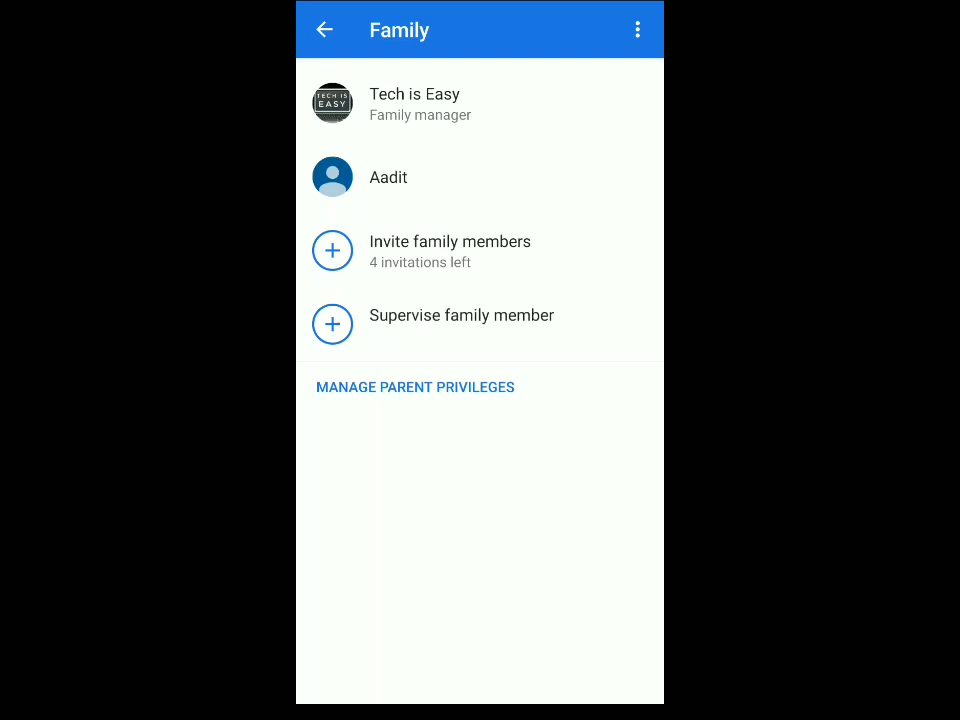 Family
TECH IS
EASY
Tech is Easy
Family manager
Aadit
Invite family members
4 invitations left
Supervise family member
MANAGE PARENT PRIVILEGES